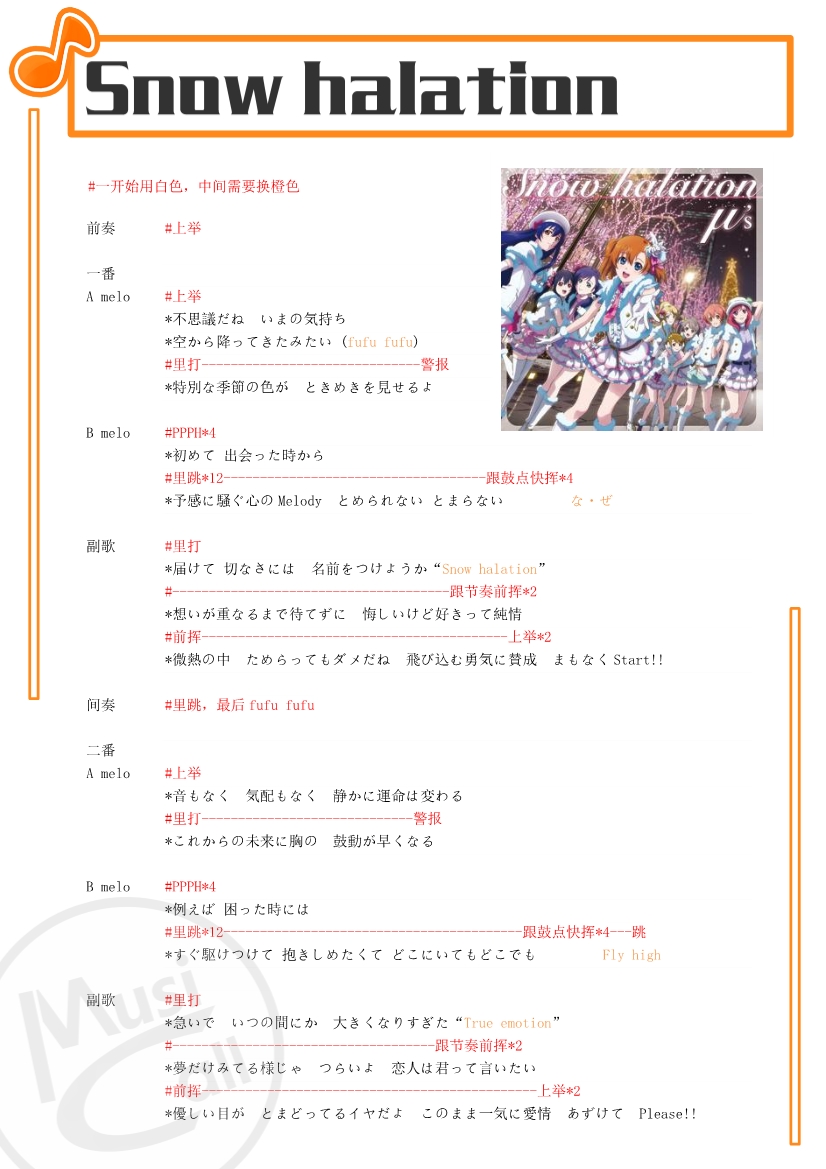 Snow halation
#一开始用白色，中间需要换橙色
Snow halation
μ's
前奏 #上举
一番
A melo #上举
*不思議だね　いまの気持ち
*空から降ってきたみたい（fufu fufu）
#里打------------------------------警报
*特別な季節の色が　ときめきを見せるよ
B melo #PPPH*4
*初めて 出会った時から
#里跳*12------------------------------------跟鼓点快挥*4
*予感に騒ぐ心のMelody　とめられない とまらない　な・ぜ
副歌 #里打
*届けて 切なさには　名前をつけようか“Snow halation”
#--------------------------------------跟节奏前挥*2
*想いが重なるまで待てずに　悔しいけど好きって純情
#前挥------------------------------------------上举*2
*微熱の中　ためらってもダメだね　飛び込む勇気に賛成　まもなくStart!!
间奏 #里跳，最后fufu fufu
二番
A melo #上举
*音もなく　気配もなく　静かに運命は変わる
#里打-----------------------------警报
*これからの未来に胸の　鼓動が早くなる
B melo #PPPH*4
*例えば 困った時には
#里跳*12-----------------------------------------跟鼓点快挥*4---跳
*すぐ駆けつけて 抱きしめたくて どこにいてもどこでも　Fly high
副歌 #里打
*急いで　いつの間にか　大きくなりすぎた“True emotion”
#------------------------------------跟节奏前挥*2
*夢だけみてる様じゃ　つらいよ　恋人は君って言いたい
#前挥----------------------------------------------上举*2
*優しい目が　とまどってるイヤだよ　このまま一気に愛情　あずけて　Please!!
Musi
Call